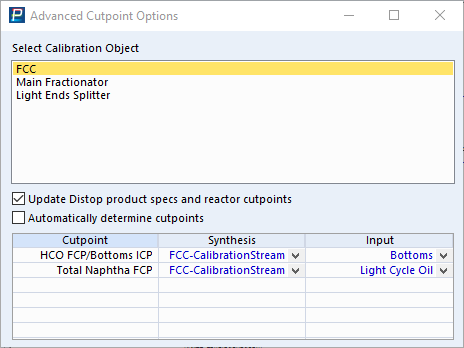 Advanced Cutpoint Options
Select Calibration Object
FCC
Main Fractionator
Light Ends Splitter
Update Distop product specs and reactor cutpoints
Automatically determine cutpoints
Cutpoint Synthesis Input
HCO FCP/Bottoms ICP FCC-CalibrationStream Bottoms
Total Naphtha FCP FCC-CalibrationStream Light Cycle Oil